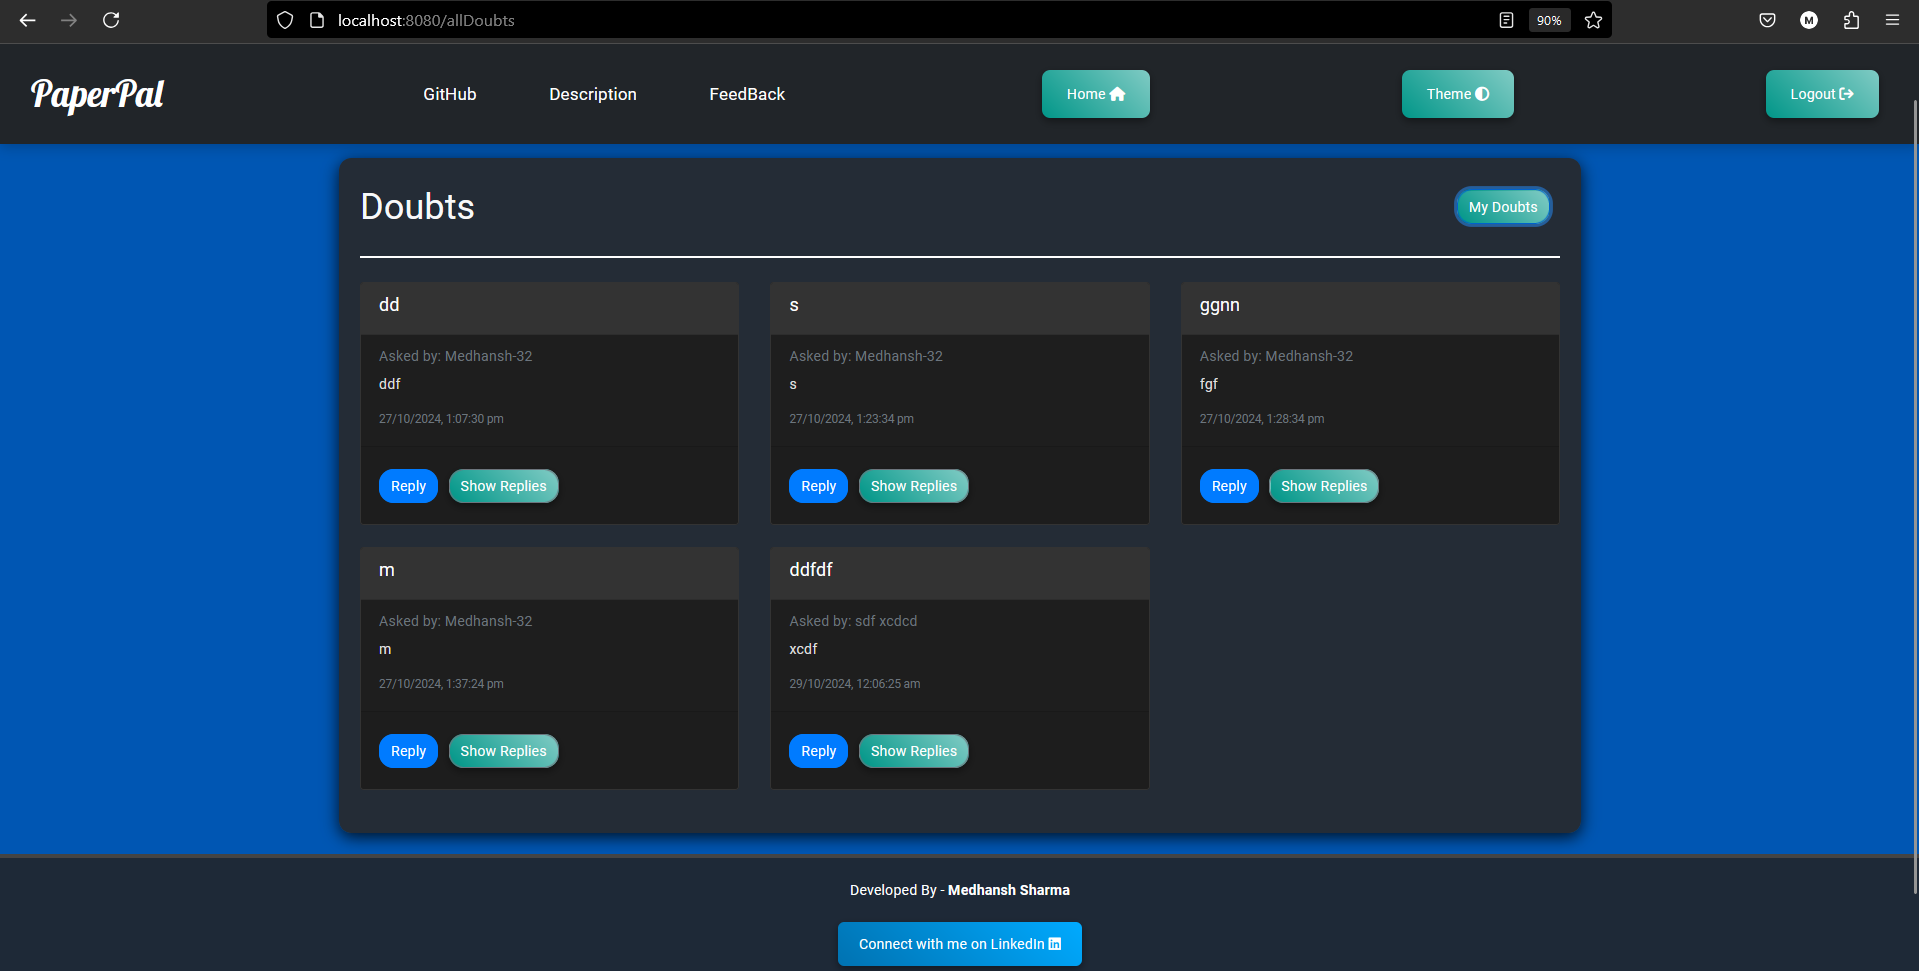 localhost:8080/allDoubts
90%
M
PaperPal
GitHub
Description
FeedBack
Home
Theme
Logout
Doubts
My Doubts
dd
Asked by: Medhansh-32
ddf
27/10/2024, 1:07:30 pm
Reply
Show Replies
s
Asked by: Medhansh-32
s
27/10/2024, 1:23:34 pm
Reply
Show Replies
ggnn
Asked by: Medhansh-32
fgf
27/10/2024, 1:28:34 pm
Reply
Show Replies
m
Asked by: Medhansh-32
m
27/10/2024, 1:37:24 pm
Reply
Show Replies
ddfdf
Asked by: sdf xcdcd
xcdf
29/10/2024, 12:06:25 am
Reply
Show Replies
Developed By - Medhansh Sharma
Connect with me on LinkedIn